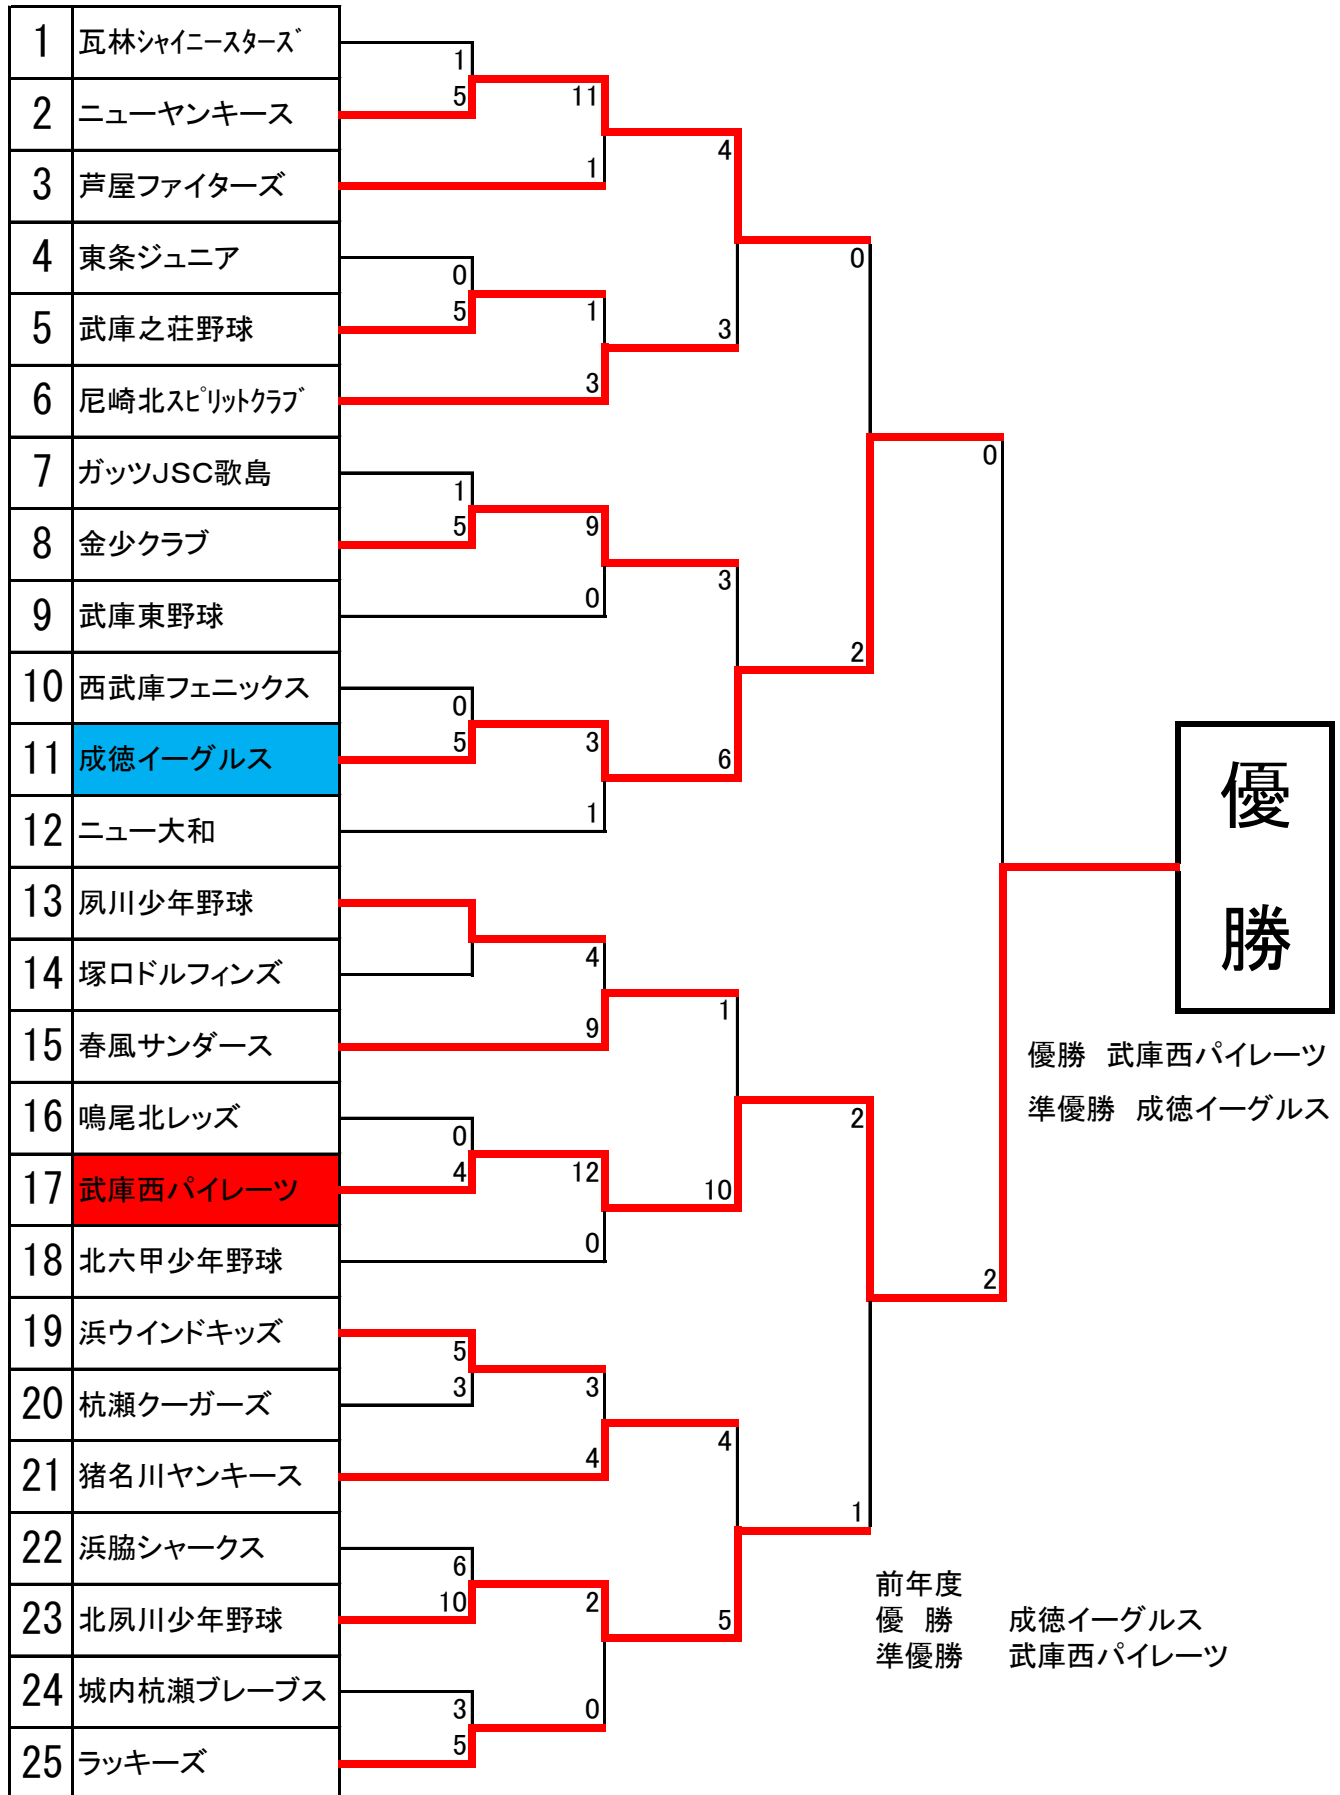 1 瓦林ｼｬｲﾆｰｽﾀｰｽﾞ
1
2 ニューヤンキース
5
11
3 芦屋ファイターズ
1
4
4 東条ジュニア
0
0
5 武庫之荘野球
5
1
3
6 尼崎北ｽﾋﾟﾘｯﾄｸﾗﾌﾞ
3
7 ガッツJSC歌島
1
0
8 金少クラブ
5
9
9 武庫東野球
0
3
10 西武庫フェニックス
0
2
11 成徳イーグルス
5
3
6
12 ニュー大和
1
13 夙川少年野球
14 塚口ドルフィンズ
4
15 春風サンダース
9
1
16 鳴尾北レッズ
0
2
17 武庫西パイレーツ
4
12
10
18 北六甲少年野球
0
2
19 浜ウインドキッズ
5
20 杭瀬クーガーズ
3
3
21 猪名川ヤンキース
4
4
22 浜脇シャークス
6
1
23 北夙川少年野球
10
2
5
24 城内杭瀬ブレーブス
3
0
25 ラッキーズ
5
優
勝
優勝 武庫西パイレーツ
準優勝 成徳イーグルス
前年度
優 勝 成徳イーグルス
準優勝 武庫西パイレーツ